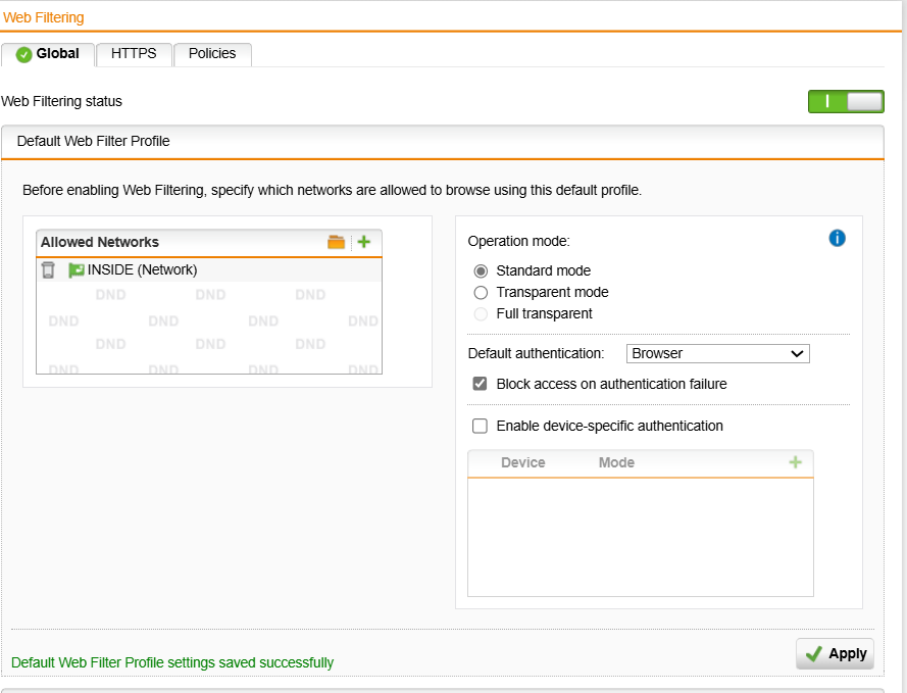 Web Filtering
Global HTTPS Policies
Web Filtering status
Default Web Filter Profile
Before enabling Web Filtering, specify which networks are allowed to browse using this default profile.
Allowed Networks
INSIDE (Network)
DND DND DND
DND DND DND DND
DND DND DND
DND DND DND DND
Operation mode:
Standard mode
Transparent mode
Full transparent
Default authentication: Browser
Block access on authentication failure
Enable device-specific authentication
Device Mode
Default Web Filter Profile settings saved successfully
Apply